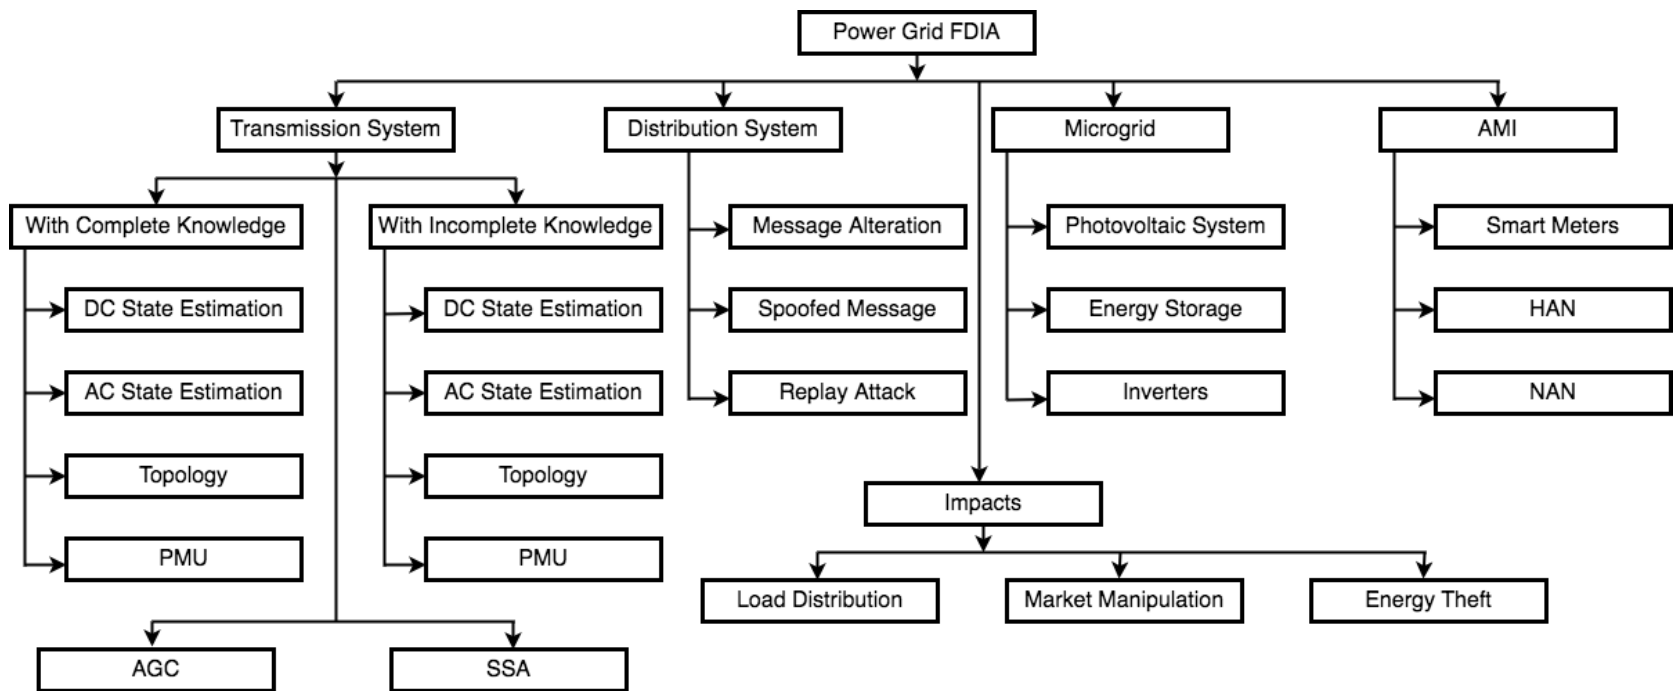 Power Grid FDIA
Transmission System
Distribution System
Microgrid
AMI
With Complete Knowledge
With Incomplete Knowledge
Message Alteration
Photovoltaic System
Smart Meters
DC State Estimation
DC State Estimation
Spoofed Message
Energy Storage
HAN
AC State Estimation
AC State Estimation
Replay Attack
Inverters
NAN
Topology
Topology
Impacts
PMU
PMU
Load Distribution
Market Manipulation
Energy Theft
AGC
SSA